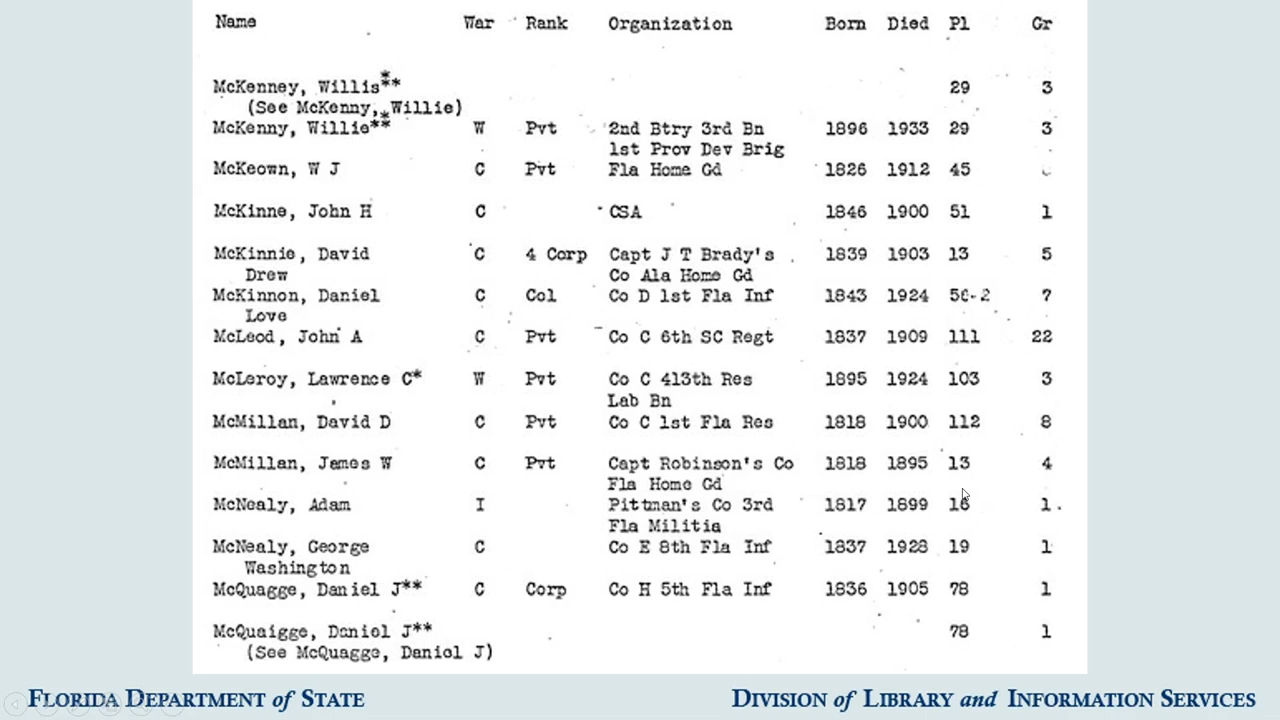 Name War Rank Organization Born Died Pl Gr
McKenney, Willis*** 29 3
(See McKenny, Willie)
McKenny, Willie*** W Pvt 2nd Btry 3rd Bn 1896 1933 29 3
1st Prov Dev Brig
McKeown, W J C Pvt Fla Home Gd 1826 1912 45
McKinne, John H C CSA 1846 1900 51 1
McKinnie, David C 4 Corp Capt J T Brady's 1839 1903 13 5
Drew Co Ala Home Gd
McKinnon, Daniel C Col Co D 1st Fla Inf 1843 1924 56-2 7
Love
McLeod, John A C Pvt Co C 6th SC Regt 1837 1909 111 22
McLeroy, Lawrence C* W Pvt Co C 413th Res 1895 1924 103 3
Lab Bn
McMillan, David D C Pvt Co C 1st Fla Res 1818 1900 112 8
McMillan, James W C Pvt Capt Robinson's Co 1818 1895 13 4
Fla Home Gd
McNealy, Adam I Pittman's Co 3rd 1817 1899 16 1
Fla Militia
McNealy, George C Co E 8th Fla Inf 1837 1928 19 1
Washington
McQuagge, Daniel J** C Corp Co H 5th Fla Inf 1836 1905 78 1
McQuaigge, Daniel J** 78 1
(See McQuagge, Daniel J)
FLORIDA DEPARTMENT of STATE DIVISION of LIBRARY and INFORMATION SERVICES